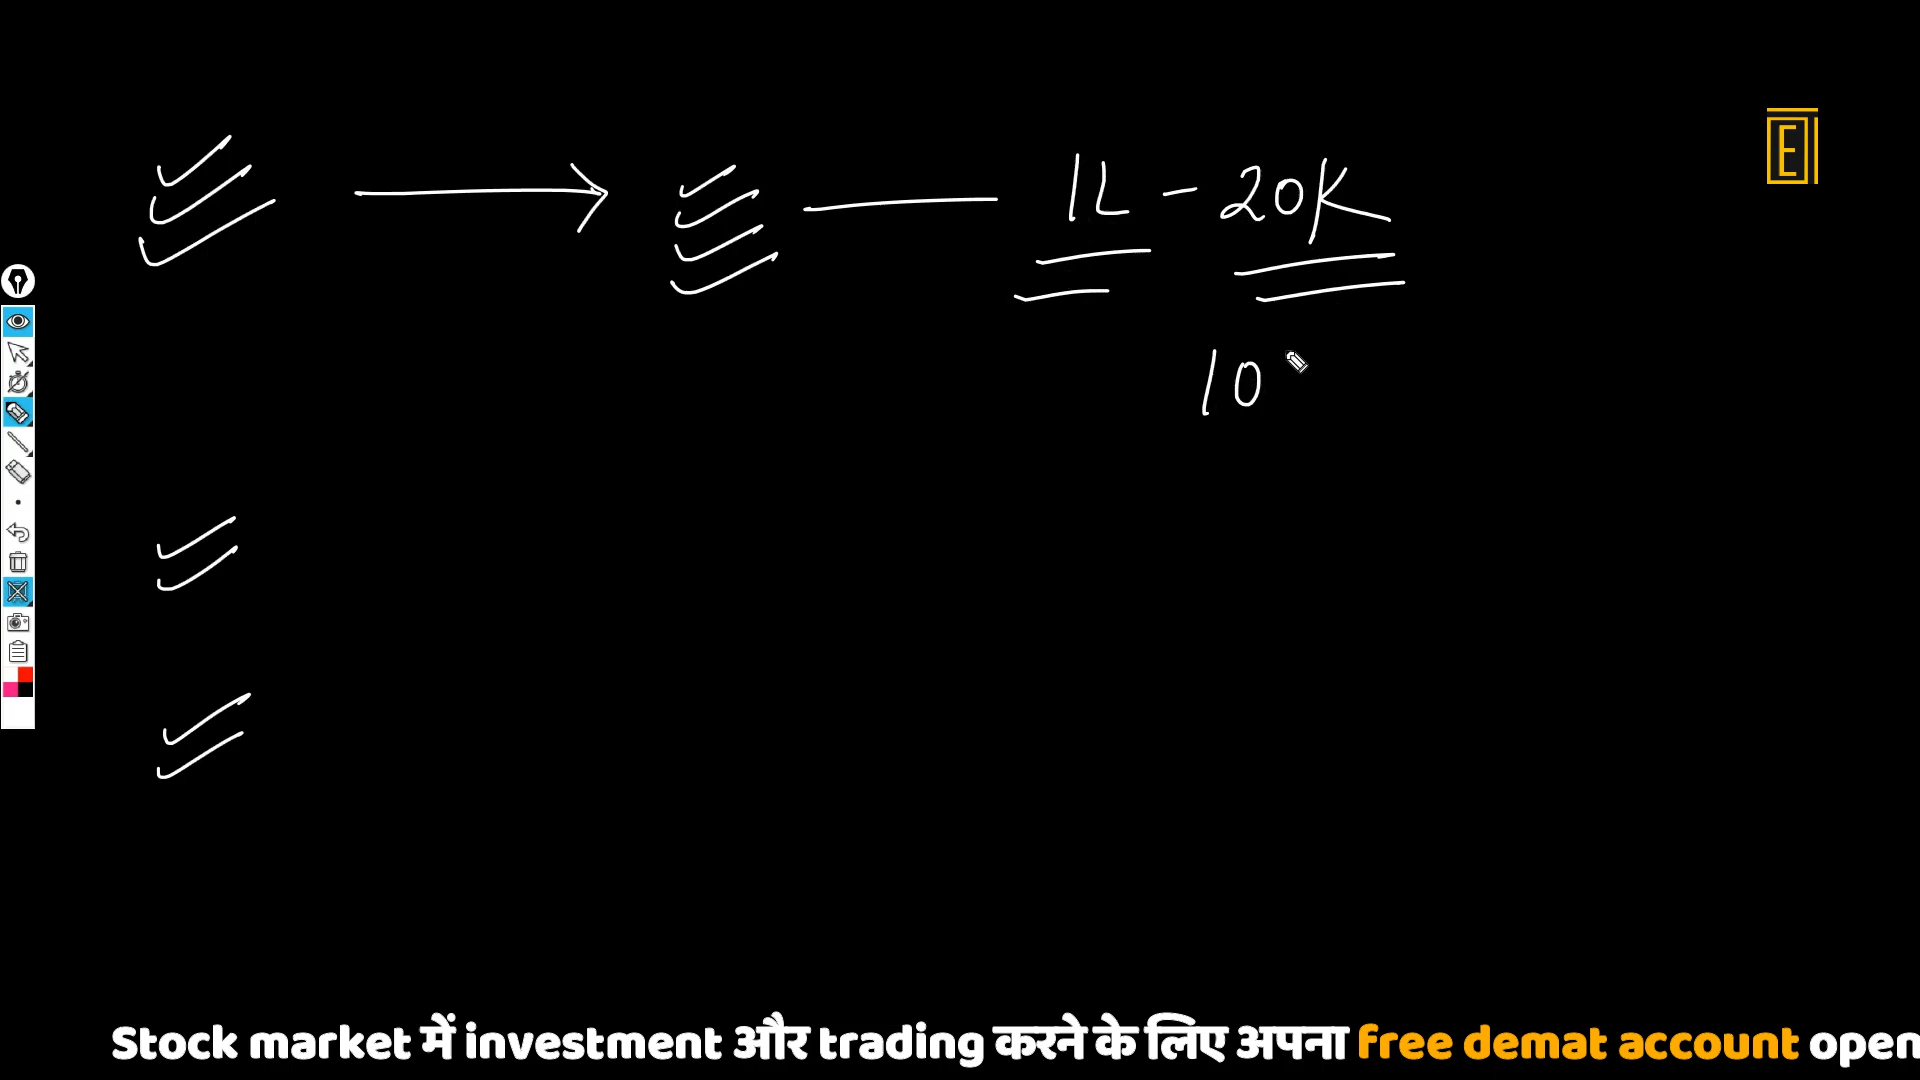 E
1L - 20K
10
Stock market में investment और trading करने के लिए अपना free demat account open